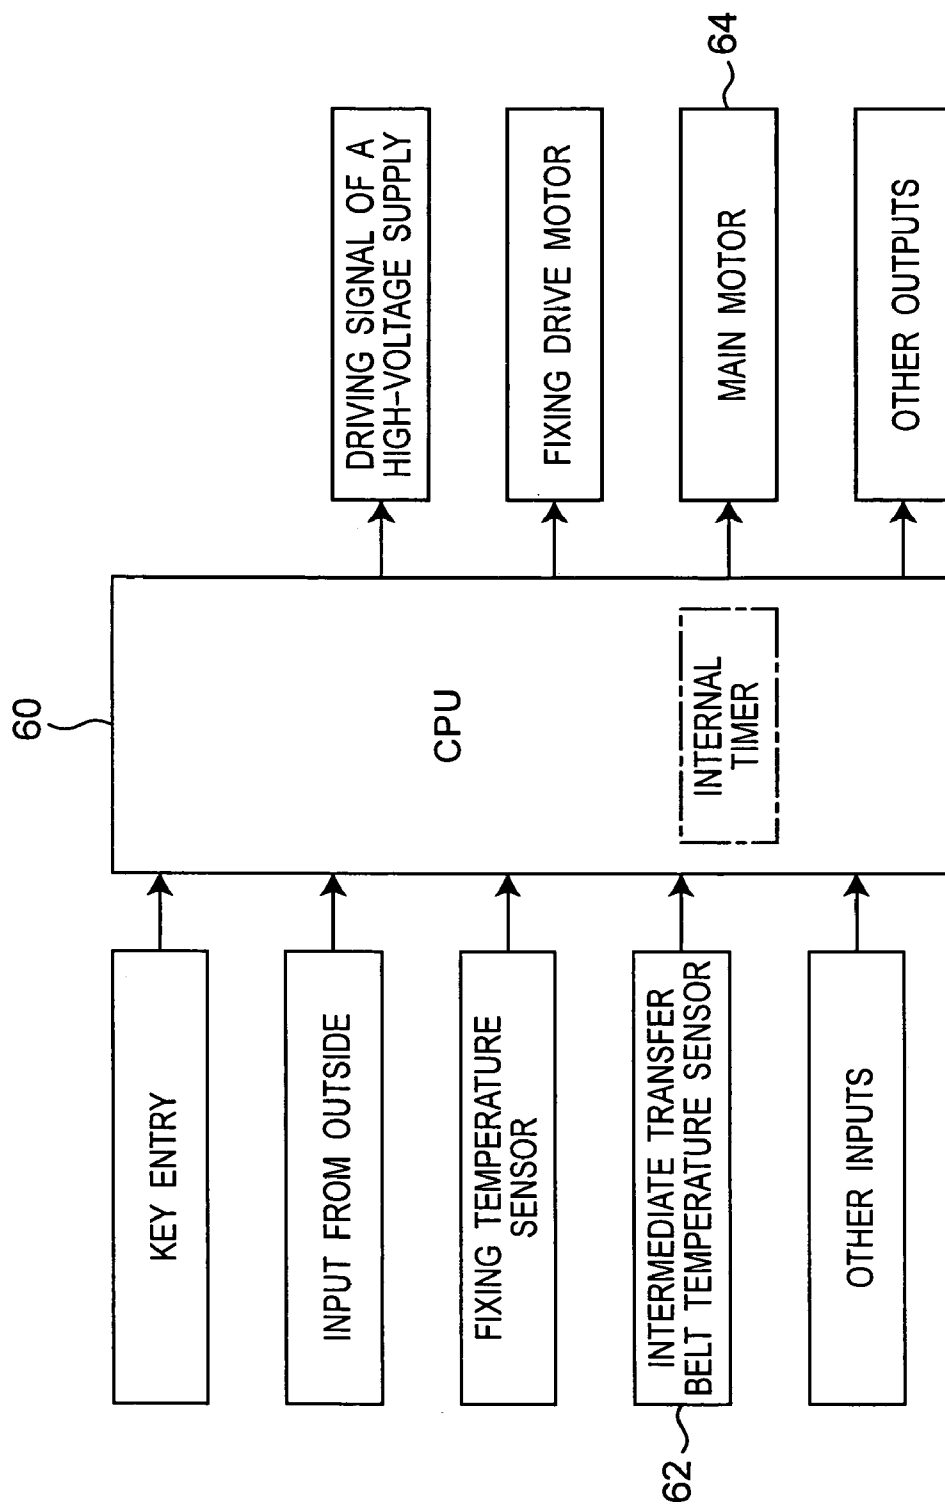 60
KEY ENTRY
INPUT FROM OUTSIDE
FIXING TEMPERATURE
SENSOR
INTERMEDIATE TRANSFER
BELT TEMPERATURE SENSOR
62
OTHER INPUTS
CPU
INTERNAL
TIMER
DRIVING SIGNAL OF A
HIGH-VOLTAGE SUPPLY
FIXING DRIVE MOTOR
MAIN MOTOR
64
OTHER OUTPUTS